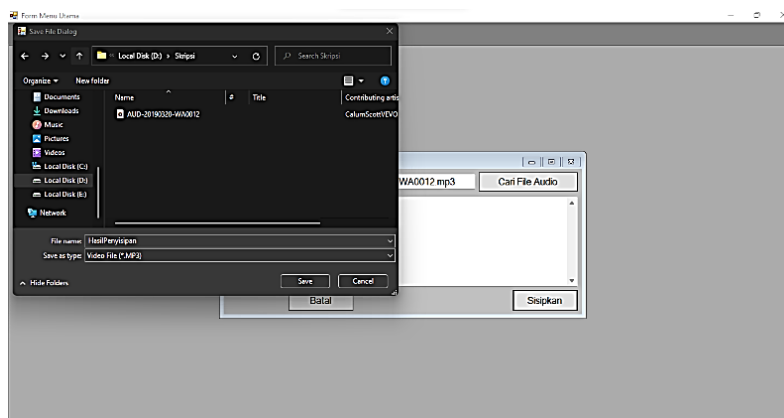 Form Menu Utama
Save File Dialog
Local Disk (D:) > Skripsi
Search Skripsi
Organize
New folder
Documents
Downloads
Music
Pictures
Videos
Local Disk (C:)
Local Disk (D:)
Local Disk (E:)
Network
Name # Title Contributing artis
AUD-20190320-WA0012 CalumScottVEVO
WA0012 mp3
Cari File Audio
File name: HasilPenyisipan
Save as type: Video File (*.MP3)
Hide Folders
Save
Cancel
Batal
Sisipkan